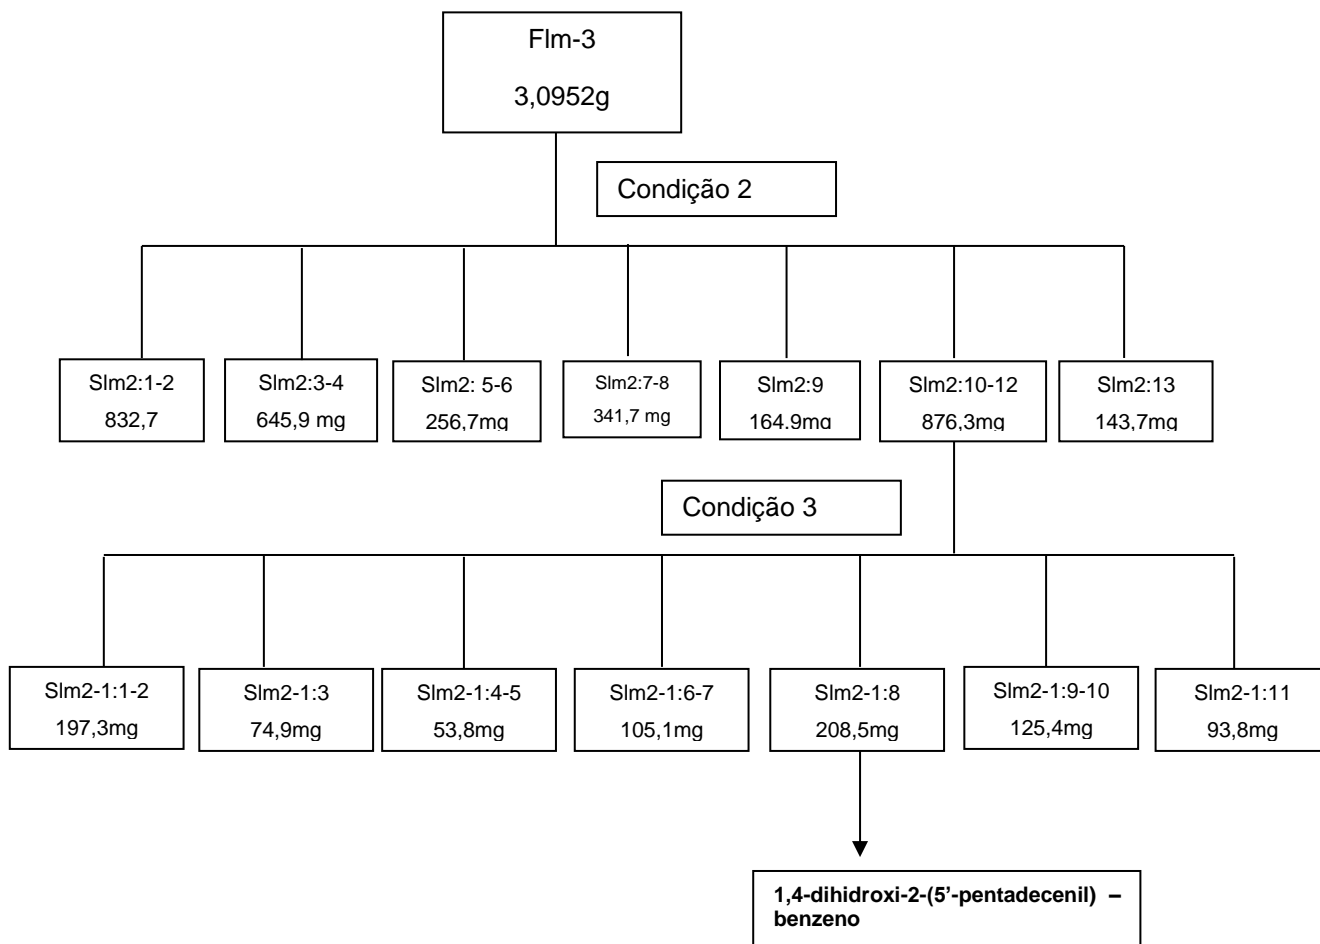 Flm-3
3,0952g
Condição 2
Slm2:1-2
832,7
Slm2:3-4
645,9 mg
Slm2: 5-6
256,7mg
Slm2:7-8
341,7 mg
Slm2:9
164.9mg
Slm2:10-12
876,3mg
Slm2:13
143,7mg
Condição 3
Slm2-1:1-2
197,3mg
Slm2-1:3
74,9mg
Slm2-1:4-5
53,8mg
Slm2-1:6-7
105,1mg
Slm2-1:8
208,5mg
Slm2-1:9-10
125,4mg
Slm2-1:11
93,8mg
1,4-dihidroxi-2-(5’-pentadecenil) –
benzeno